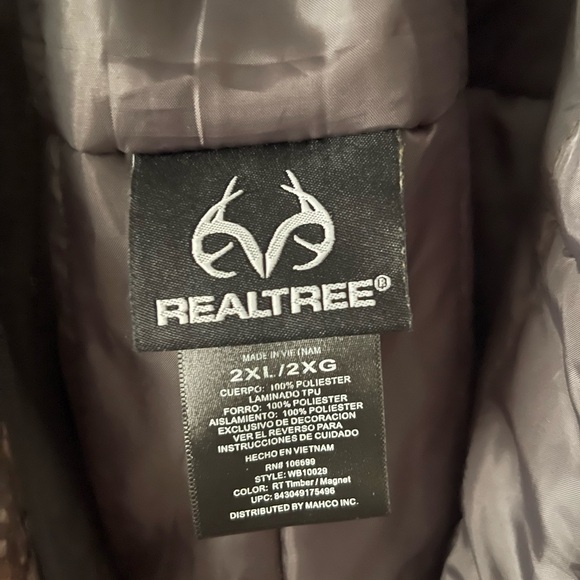 REALTREE®
MADE IN VIETNAM
2XL/2XG
CUERPO: 100% POLIESTER
LAMINADO TPU
FORRO: 100% POLIESTER
AISLAMIENTO: 100% POLIESTER
EXCLUSIVO DE DECORACION
VER EL REVERSO PARA
INSTRUCCIONES DE CUIDADO
HECHO EN VIETNAM
RN# 106699
STYLE: WB10029
COLOR: RT Timber / Magnet
UPC: 843049175496
DISTRIBUTED BY MAHCO INC.